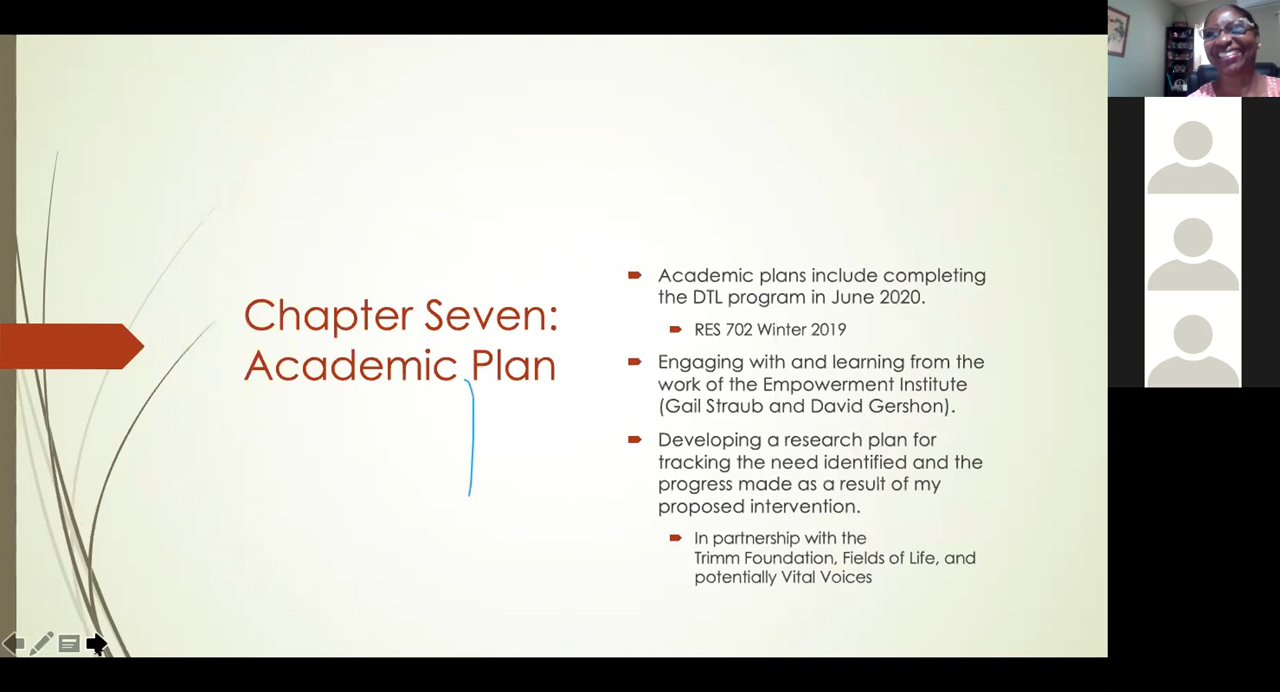 Chapter Seven:
Academic Plan
Academic plans include completing
the DTL program in June 2020.
RES 702 Winter 2019
Engaging with and learning from the
work of the Empowerment Institute
(Gail Straub and David Gershon).
Developing a research plan for
tracking the need identified and the
progress made as a result of my
proposed intervention.
In partnership with the
Trimm Foundation, Fields of Life, and
potentially Vital Voices